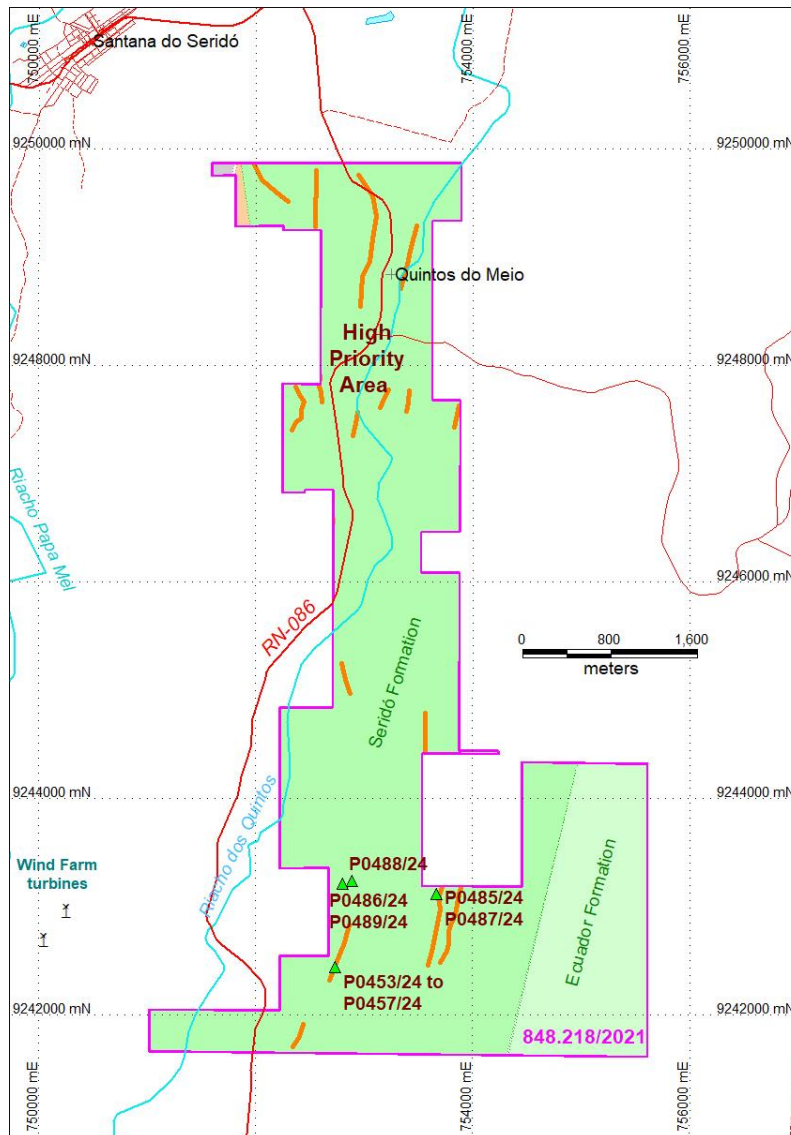 750000 mE
754000 mE
756000 mE
Santana do Seridó
9250000 mN
9250000 mN
Quintos do Meio
High
Priority
Area
9248000 mN
9248000 mN
Riacho Papa Mel
9246000 mN
9246000 mN
RN-086
0 800 1,600
meters
Seridó Formation
9244000 mN
9244000 mN
Riacho dos Quintos
Wind Farm
turbines
P0488/24
P0486/24
P0489/24
P0485/24
P0487/24
Ecuador Formation
P0453/24 to
P0457/24
9242000 mN
9242000 mN
848.218/2021
750000 mE
754000 mE
756000 mE